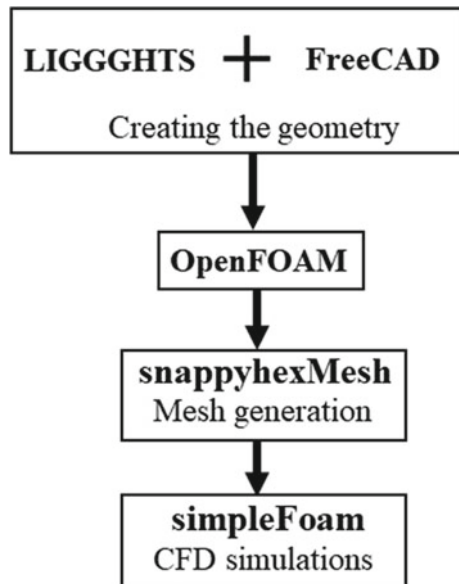 LIGGGHTS + FreeCAD
Creating the geometry
OpenFOAM
snappyhexMesh
Mesh generation
simpleFoam
CFD simulations